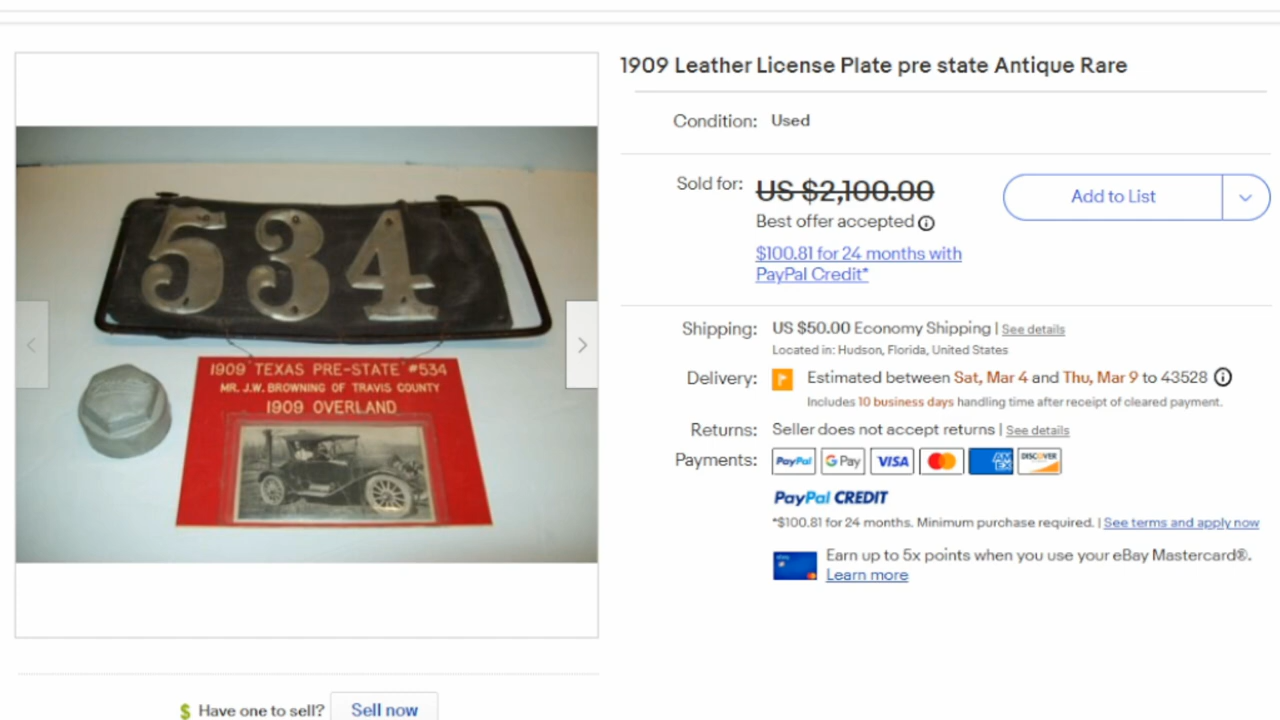 1909 Leather License Plate pre state Antique Rare
Condition: Used
Sold for: US $2,100.00
Best offer accepted
$100.81 for 24 months with
PayPal Credit*
Add to List
Shipping: US $50.00 Economy Shipping | See details
Located in: Hudson, Florida, United States
Delivery: Estimated between Sat, Mar 4 and Thu, Mar 9 to 43528
Includes 10 business days handling time after receipt of cleared payment.
Returns: Seller does not accept returns | See details
Payments: PayPal G Pay VISA AM EX DISCOVER
PayPal CREDIT
*$100.81 for 24 months. Minimum purchase required. | See terms and apply now
Earn up to 5x points when you use your eBay Mastercard®.
Learn more
534
1909 TEXAS PRE-STATE #534
MR. J.W. BROWNING OF TRAVIS COUNTY
1909 OVERLAND
$ Have one to sell? Sell now